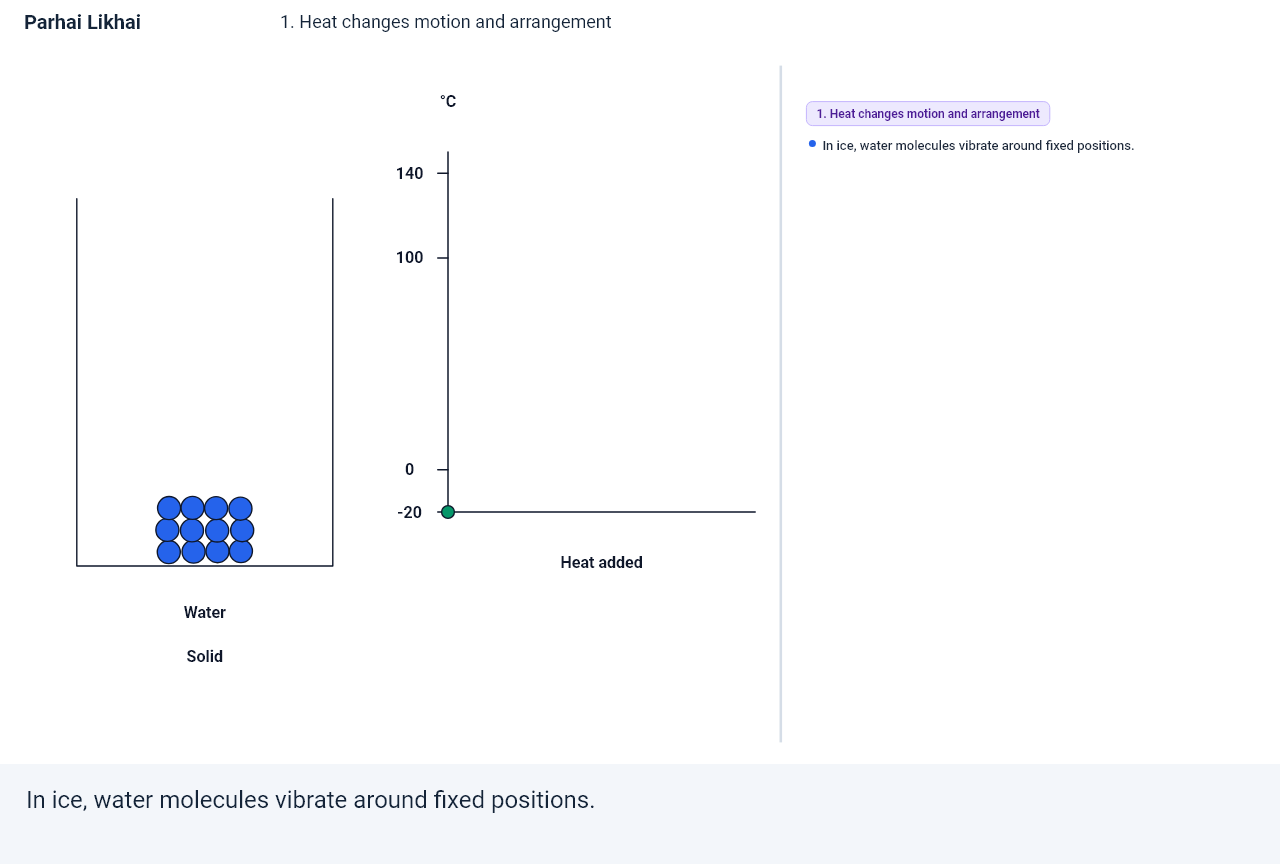 Parhai Likhai
1. Heat changes motion and arrangement
°C
140
100
0
-20
Heat added
Water
Solid
1. Heat changes motion and arrangement
In ice, water molecules vibrate around fixed positions.
In ice, water molecules vibrate around fixed positions.